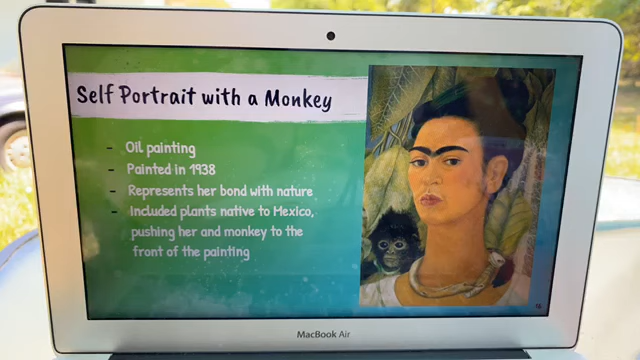 Self Portrait with a Monkey
- Oil painting
- Painted in 1938
- Represents her bond with nature
- Included plants native to Mexico,
pushing her and monkey to the
front of the painting
MacBook Air